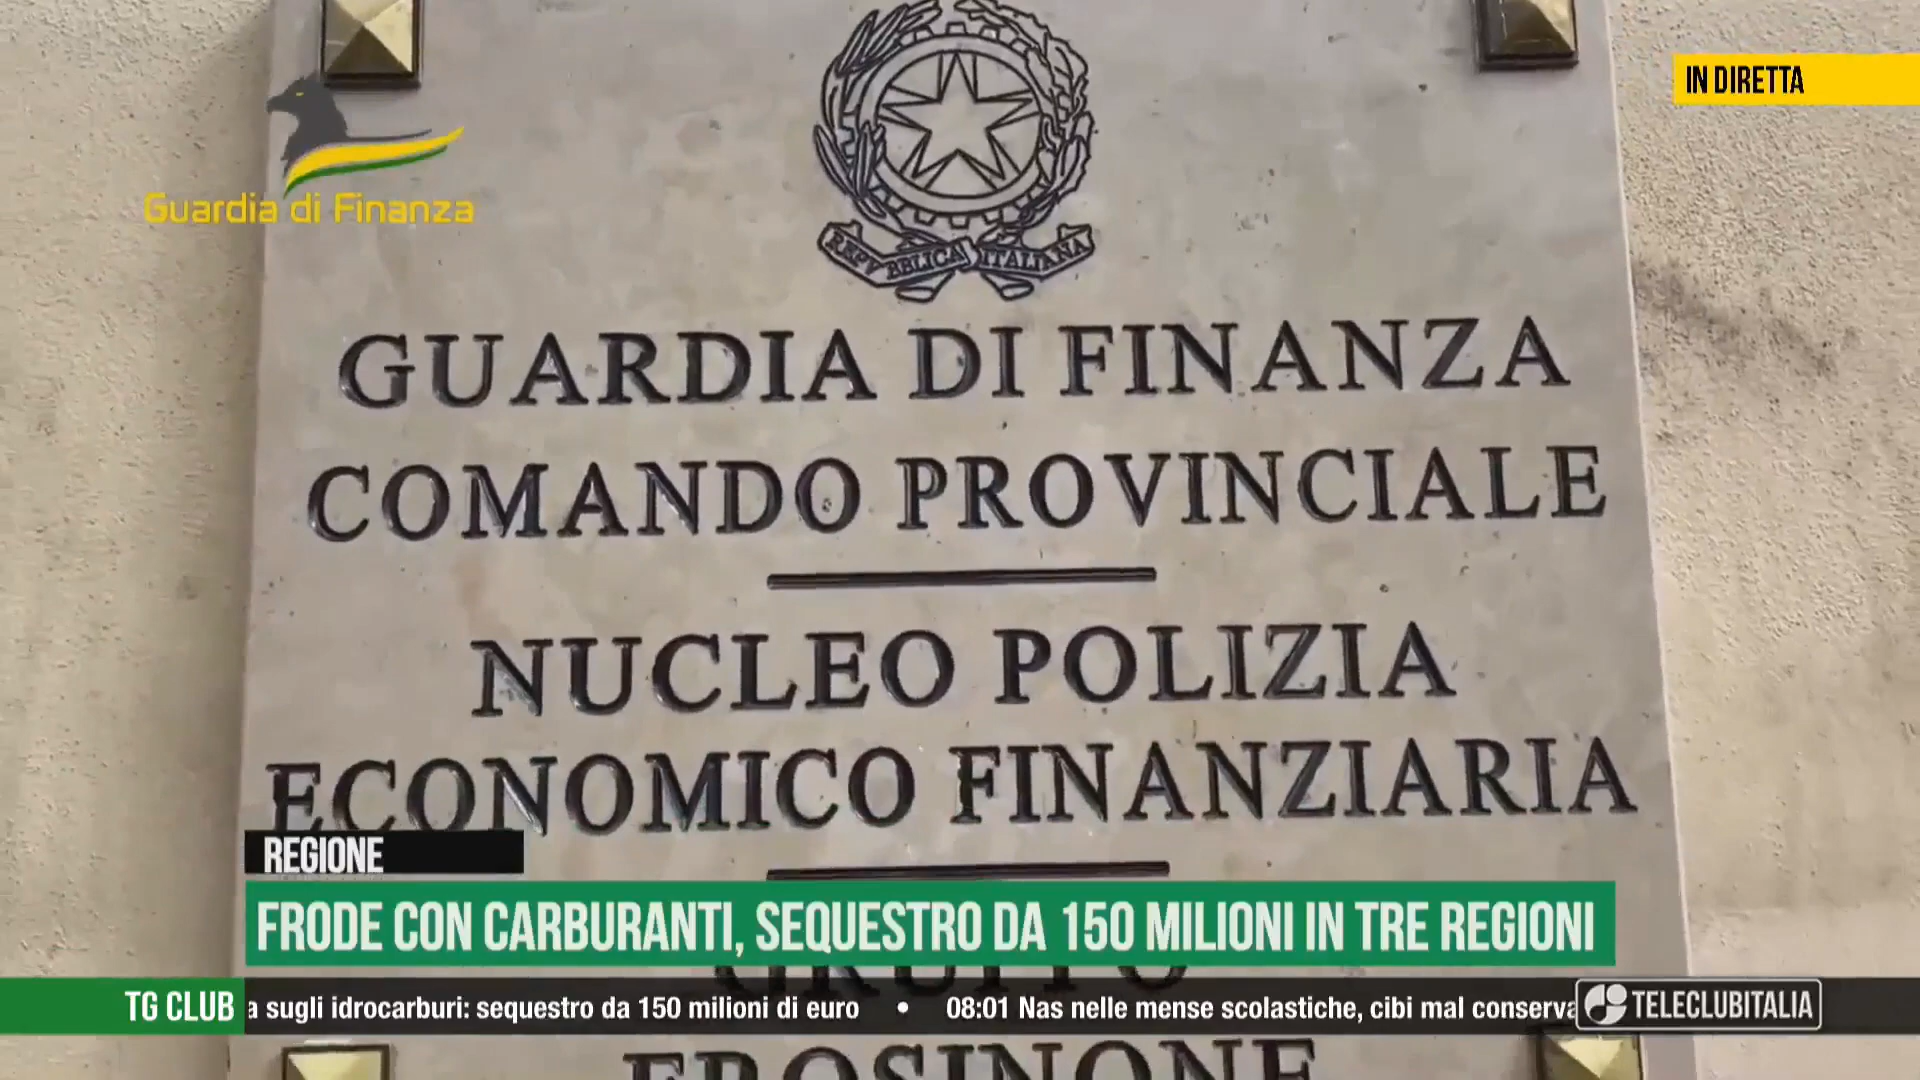 IN DIRETTA
Guardia di Finanza
REPVBBLICA ITALIANA
GUARDIA DI FINANZA
COMANDO PROVINCIALE
NUCLEO POLIZIA
ECONOMICO FINANZIARIA
REGIONE
FRODE CON CARBURANTI, SEQUESTRO DA 150 MILIONI IN TRE REGIONI
GRUPPO
TG CLUB
a sugli idrocarburi: sequestro da 150 milioni di euro • 08:01 Nas nelle mense scolastiche, cibi mal conserva
TELECLUBITALIA
FROSINONE